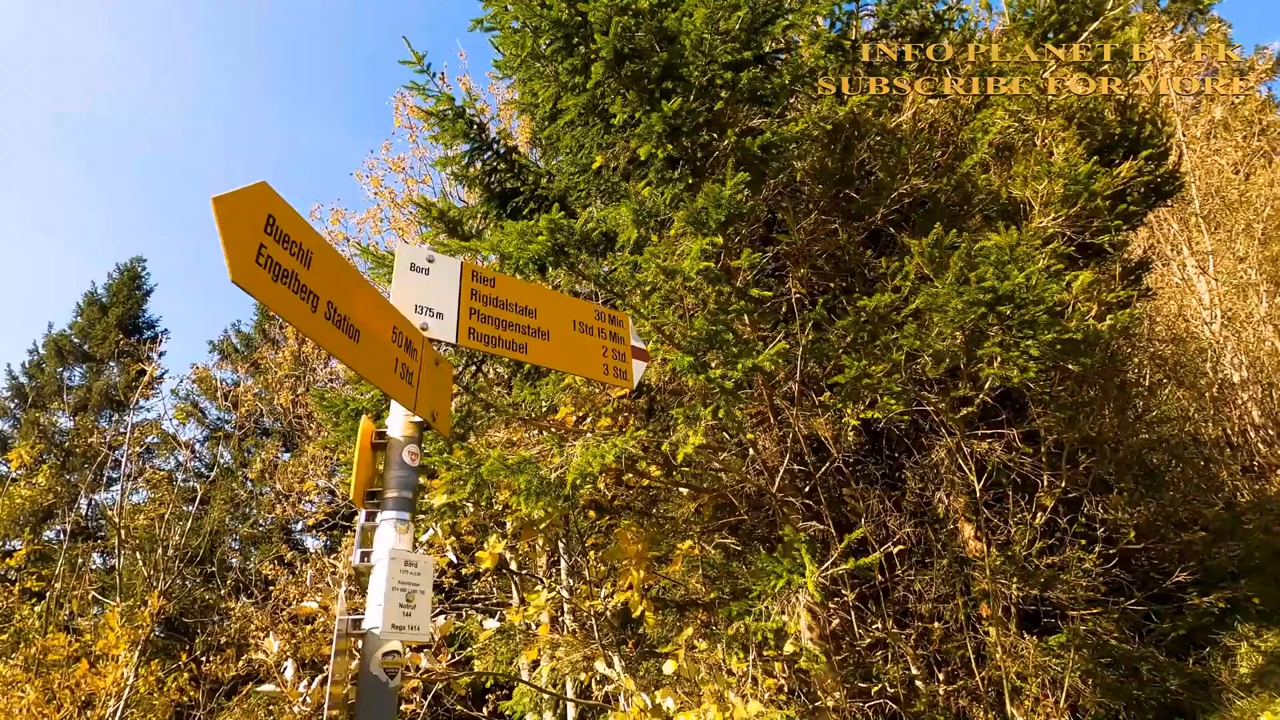 INFO PLANET BY FK
SUBSCRIBE FOR MORE
Buechli 50 Min.
Engelberg Station 1 Std.
Bord
1375 m
Ried 30 Min.
Rigidalstafel 1 Std. 15 Min.
Planggenstafel 2 Std.
Rugghubel 3 Std.
Bord
Koordinaten
Notruf
144
Rega 1414